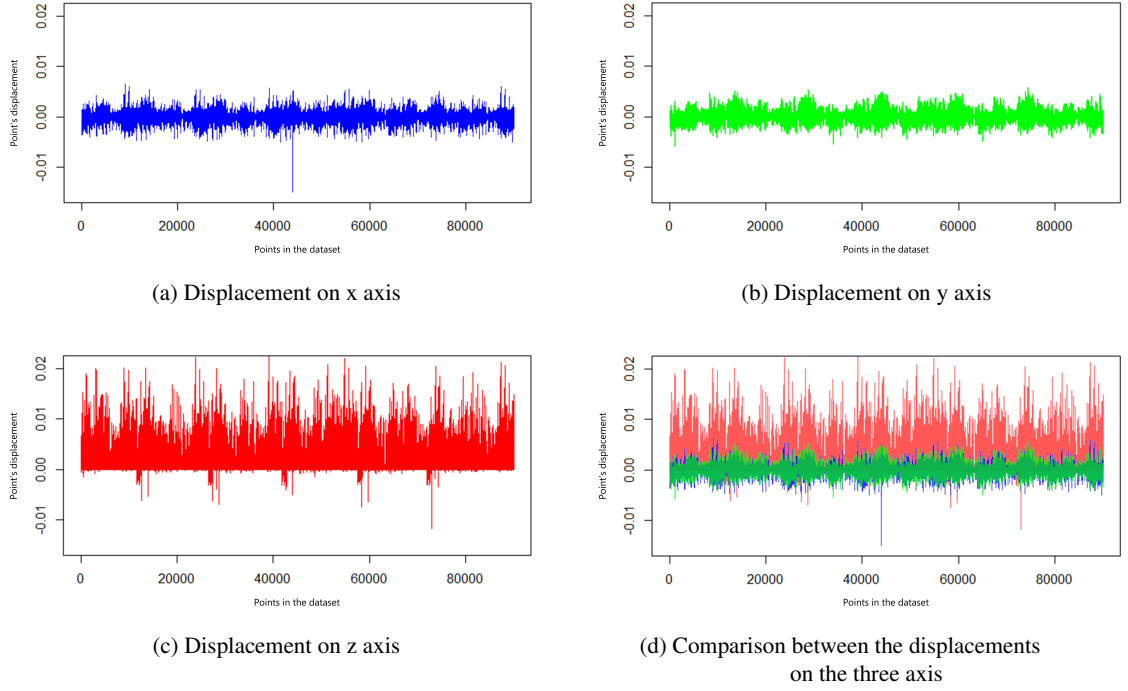 0.02
0.01
0.00
-0.01
Point's displacement
0 20000 40000 60000 80000
Points in the dataset
(a) Displacement on x axis
0.02
0.01
0.00
-0.01
Point's displacement
0 20000 40000 60000 80000
Points in the dataset
(b) Displacement on y axis
0.02
0.01
0.00
-0.01
Point's displacement
0 20000 40000 60000 80000
Points in the dataset
(c) Displacement on z axis
0.02
0.01
0.00
-0.01
Point's displacement
0 20000 40000 60000 80000
Points in the dataset
(d) Comparison between the displacements
on the three axis